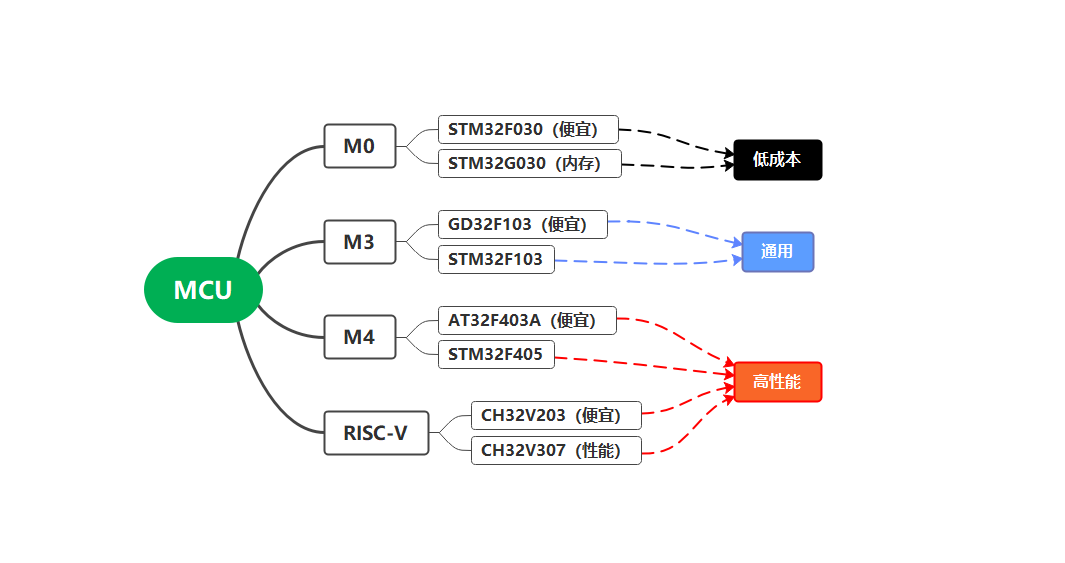 MCU
M0
STM32F030（便宜）
STM32G030（内存）
低成本
M3
GD32F103（便宜）
STM32F103
通用
M4
AT32F403A（便宜）
STM32F405
高性能
RISC-V
CH32V203（便宜）
CH32V307（性能）